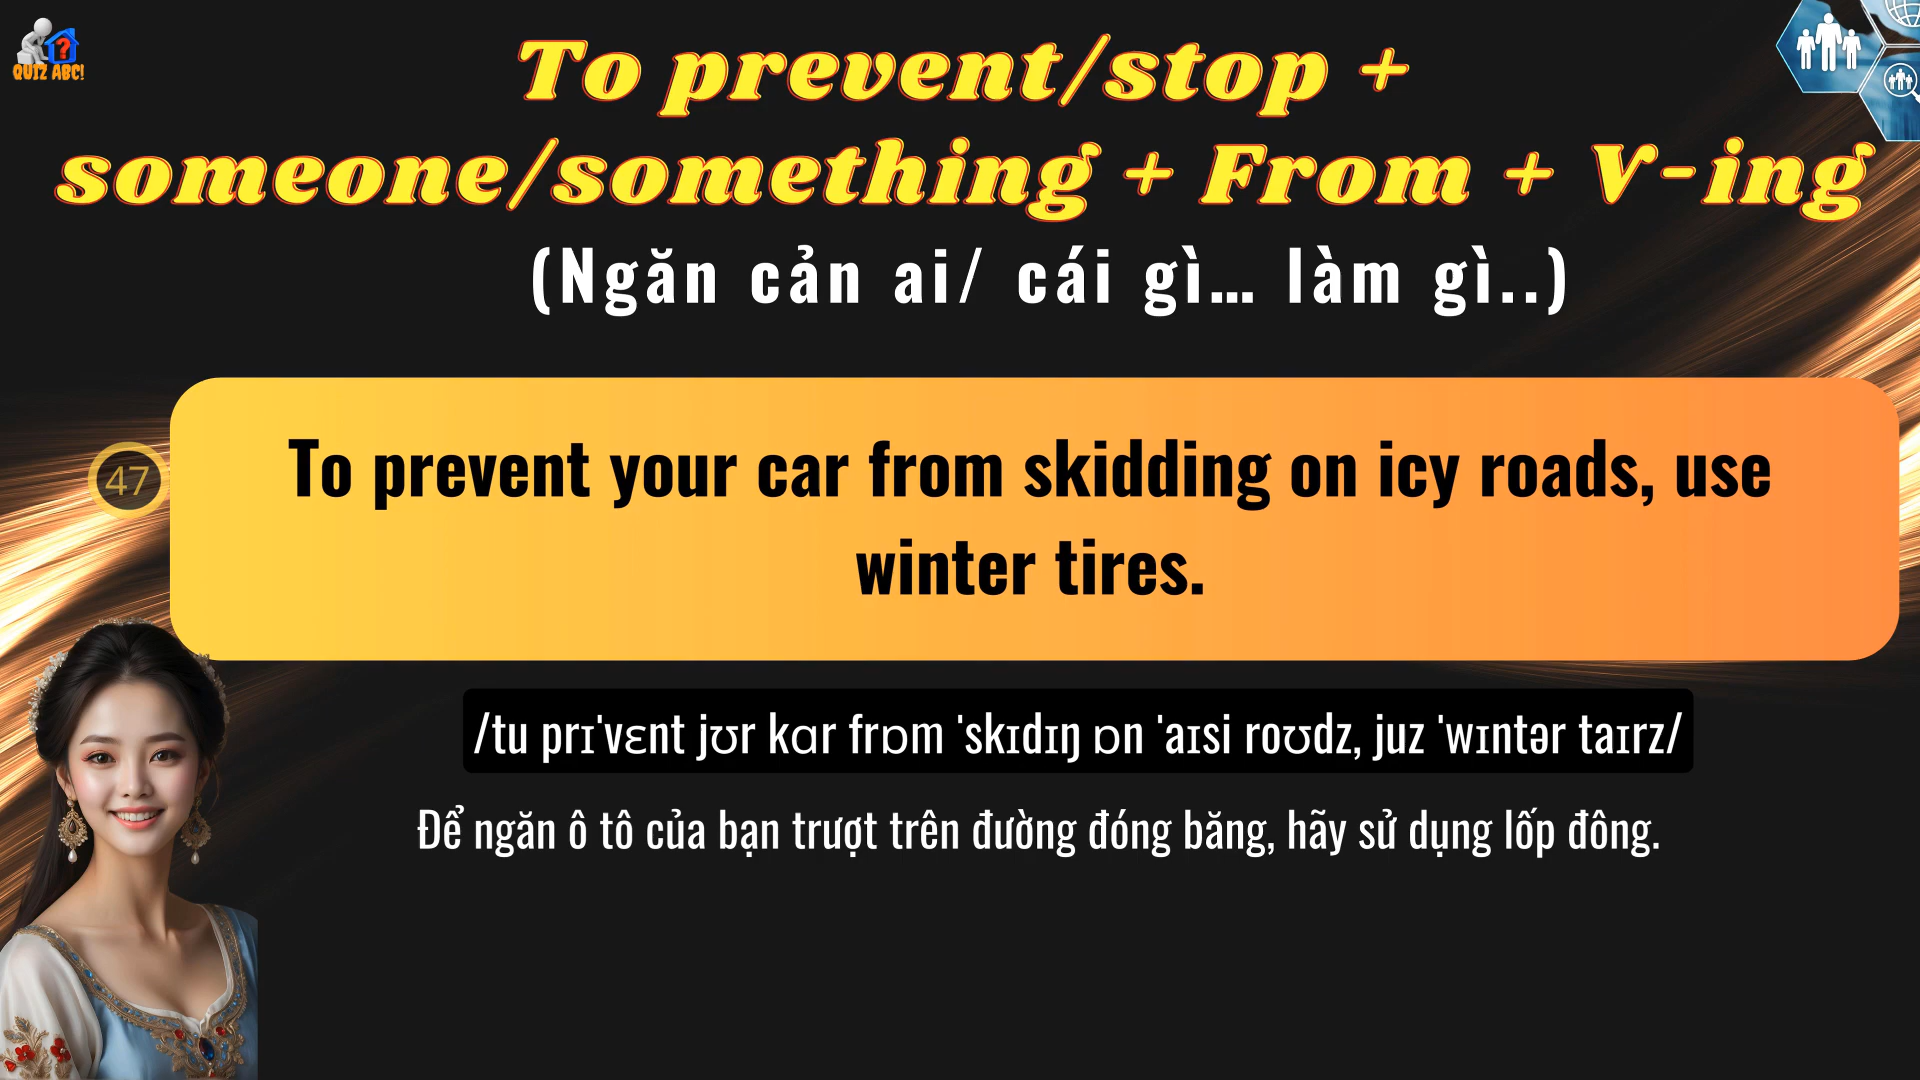 QUIZ ABC!
To prevent/stop +
someone/something + From + V-ing
(Ngăn cản ai/ cái gì... làm gì..)
47
To prevent your car from skidding on icy roads, use
winter tires.
/tu prɪˈvɛnt jʊr kɑr frɒm ˈskɪdɪŋ ɒn ˈaɪsi roʊdz, juz ˈwɪntər taɪrz/
Để ngăn ô tô của bạn trượt trên đường đóng băng, hãy sử dụng lốp đông.